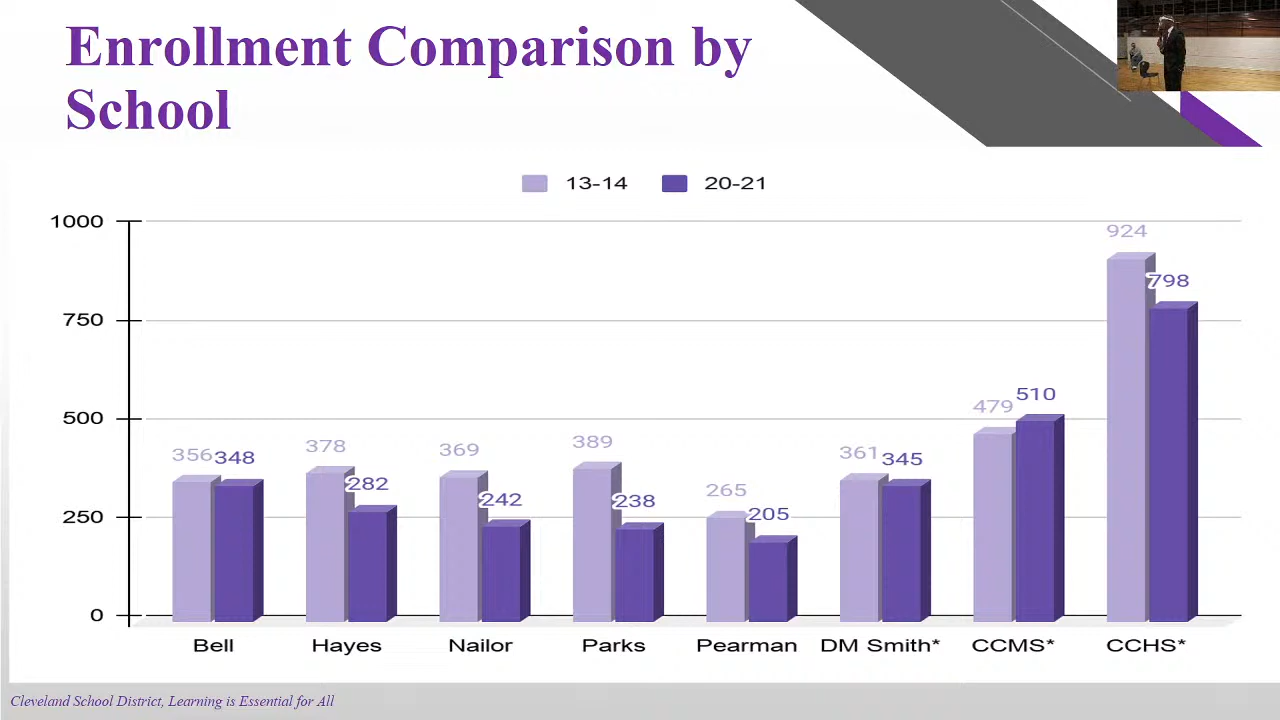 Enrollment Comparison by
School
13-14 20-21
1000
750
500
250
0
356 348 378 282 369 242 389 238 265 205 361 345 479 510 924 798
Bell Hayes Nailor Parks Pearman DM Smith* CCMS* CCHS*
Cleveland School District, Learning is Essential for All